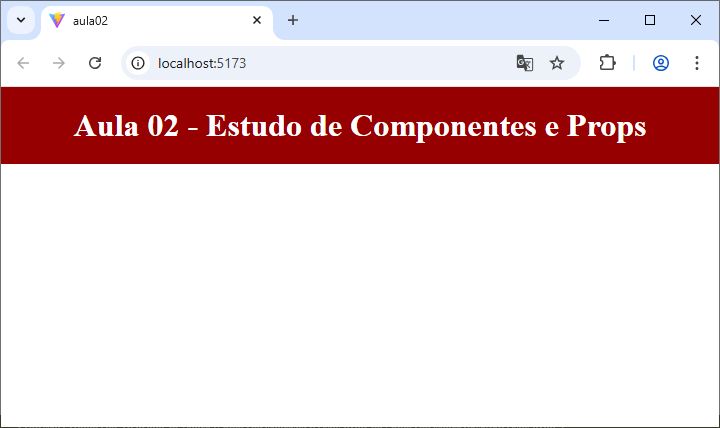 aula02
localhost:5173
Aula 02 - Estudo de Componentes e Props